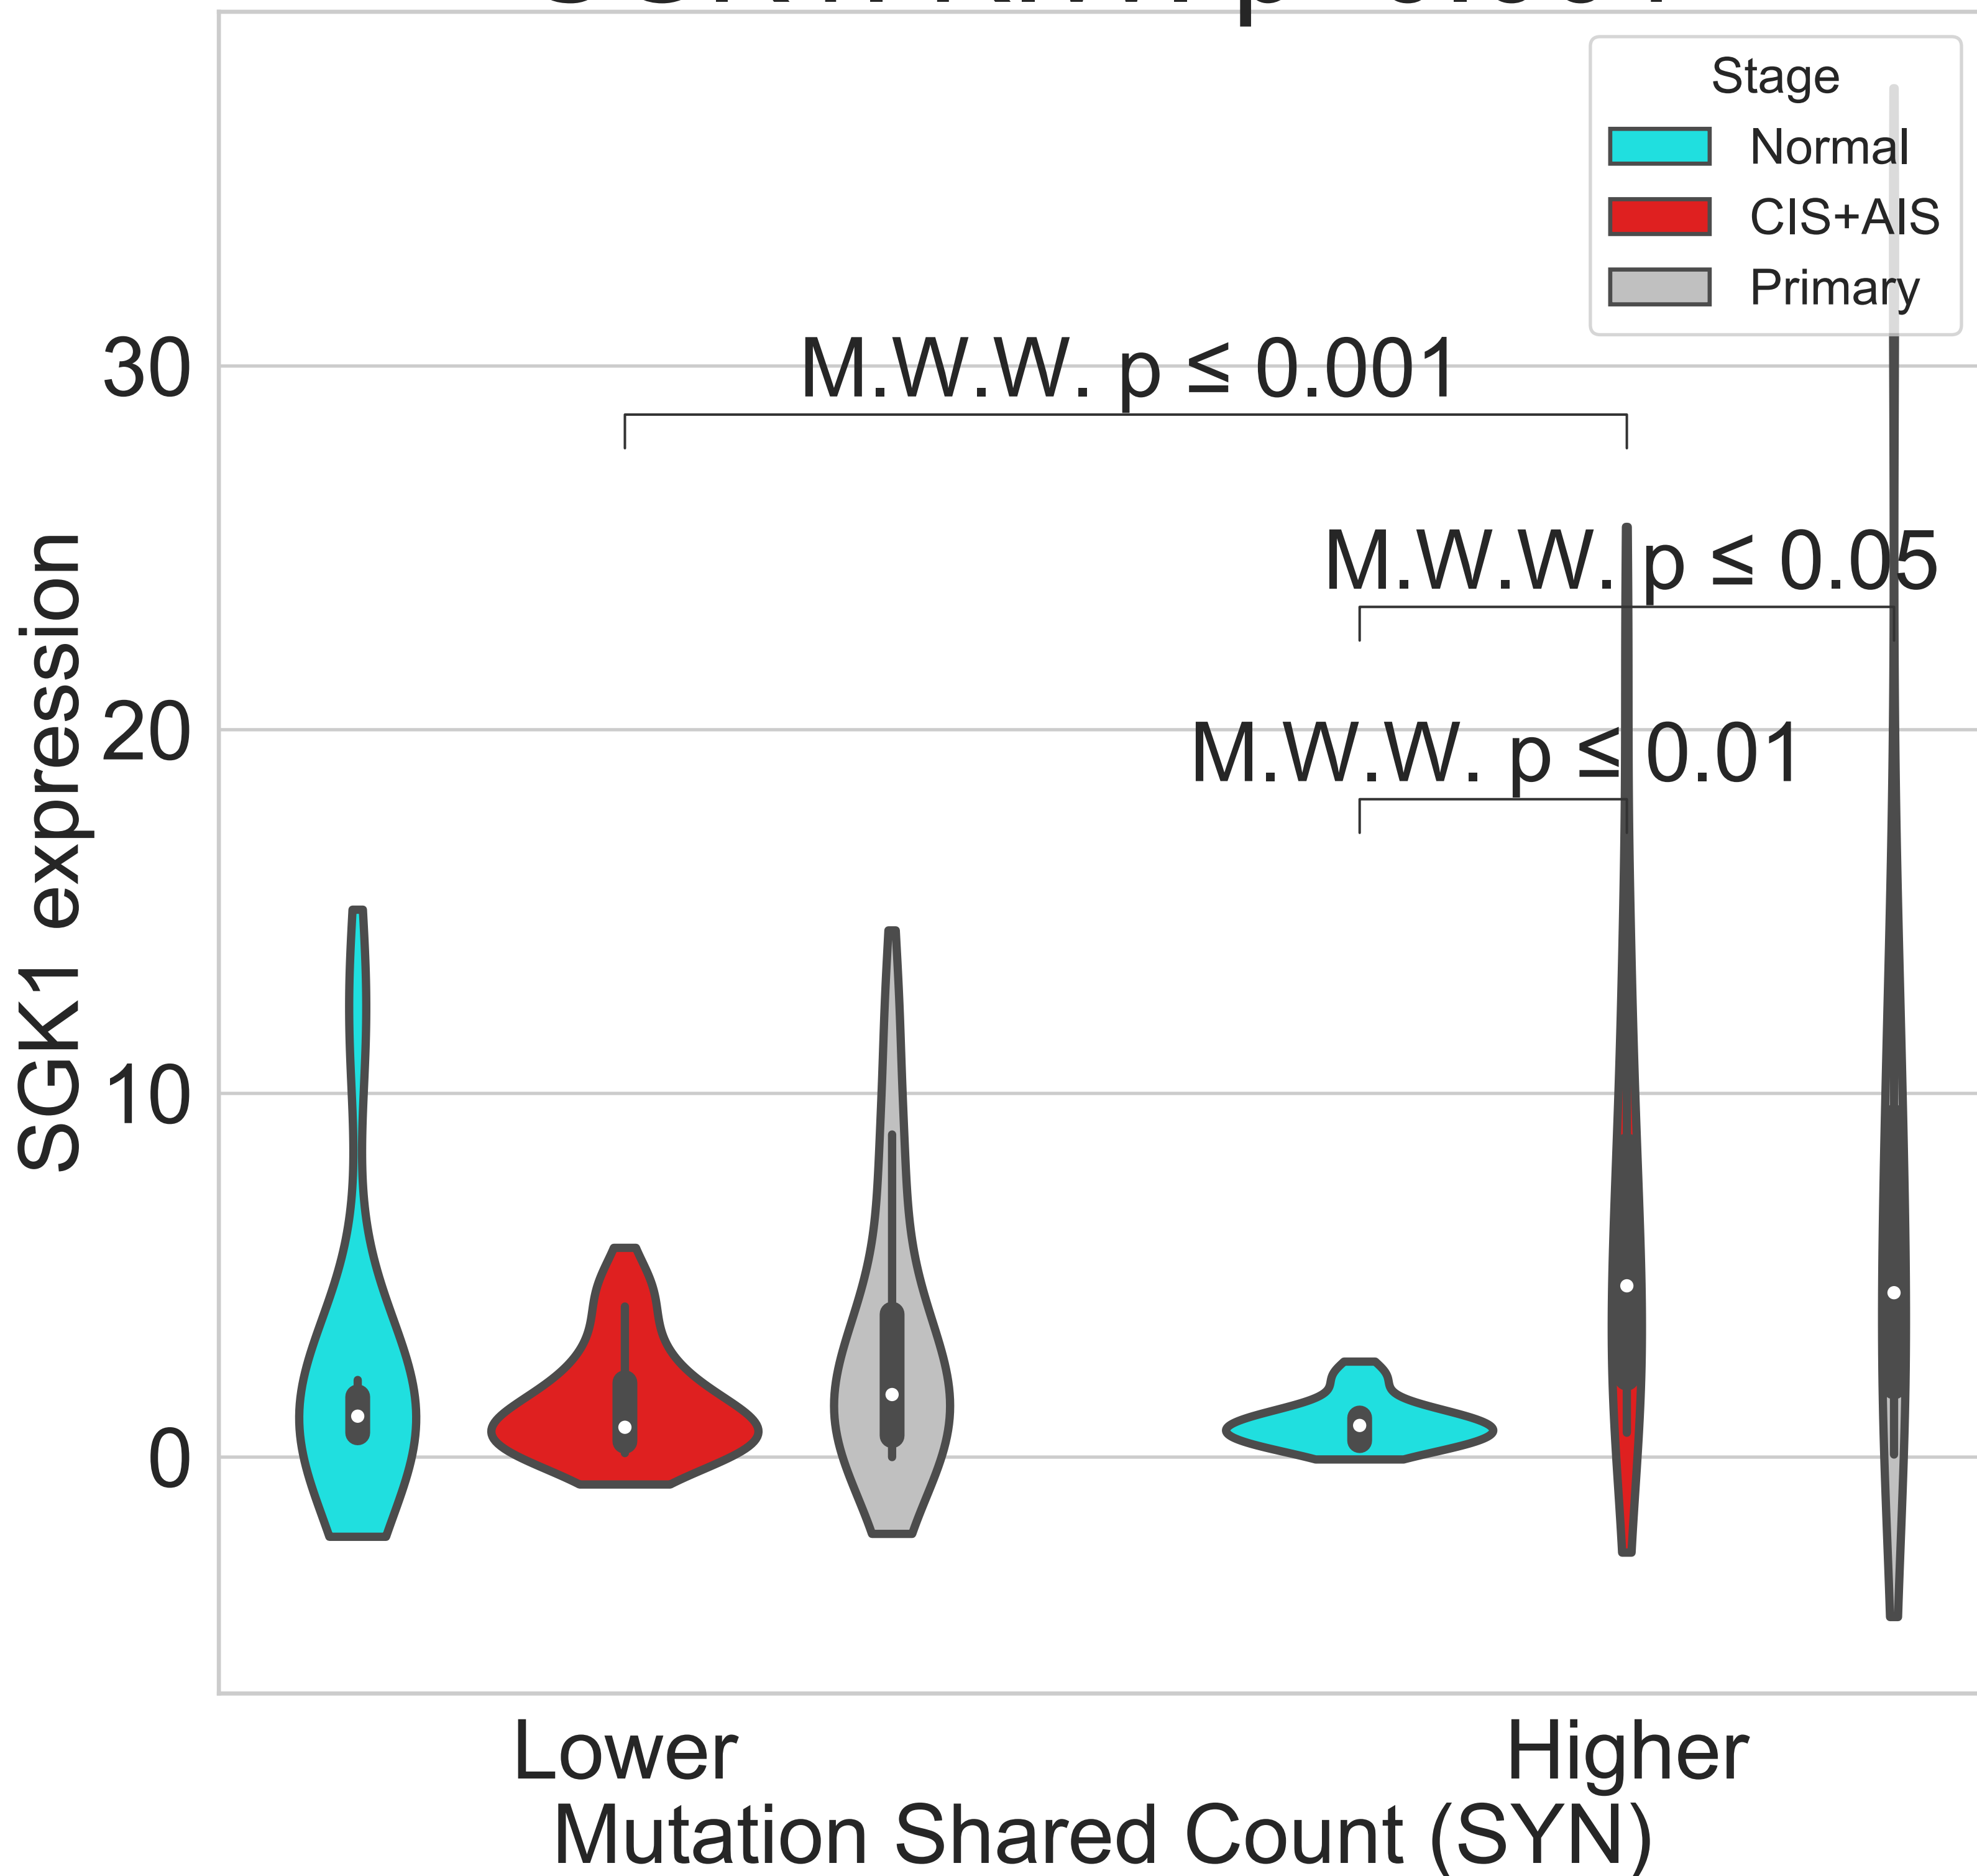 Stage
Normal
CIS+AIS
Primary
30
M.W.W. p ≤ 0.001
M.W.W. p ≤ 0.05
20
M.W.W. p ≤ 0.01
10
0
SGK1 expression
Lower
Higher
Mutation Shared Count (SYN)